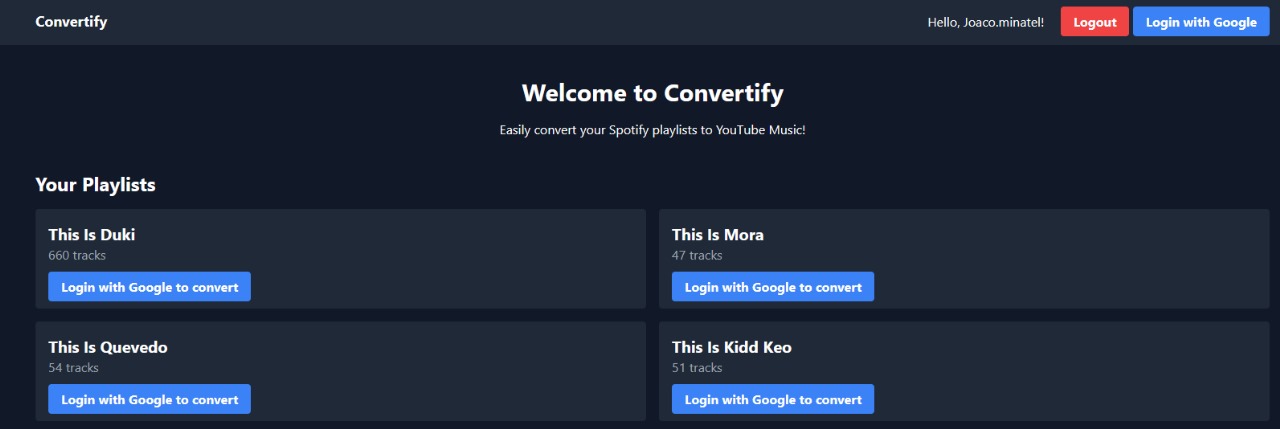 Convertify
Hello, Joaco.minatel!
Logout
Login with Google
Welcome to Convertify
Easily convert your Spotify playlists to YouTube Music!
Your Playlists
This Is Duki
660 tracks
Login with Google to convert
This Is Mora
47 tracks
Login with Google to convert
This Is Quevedo
54 tracks
Login with Google to convert
This Is Kidd Keo
51 tracks
Login with Google to convert